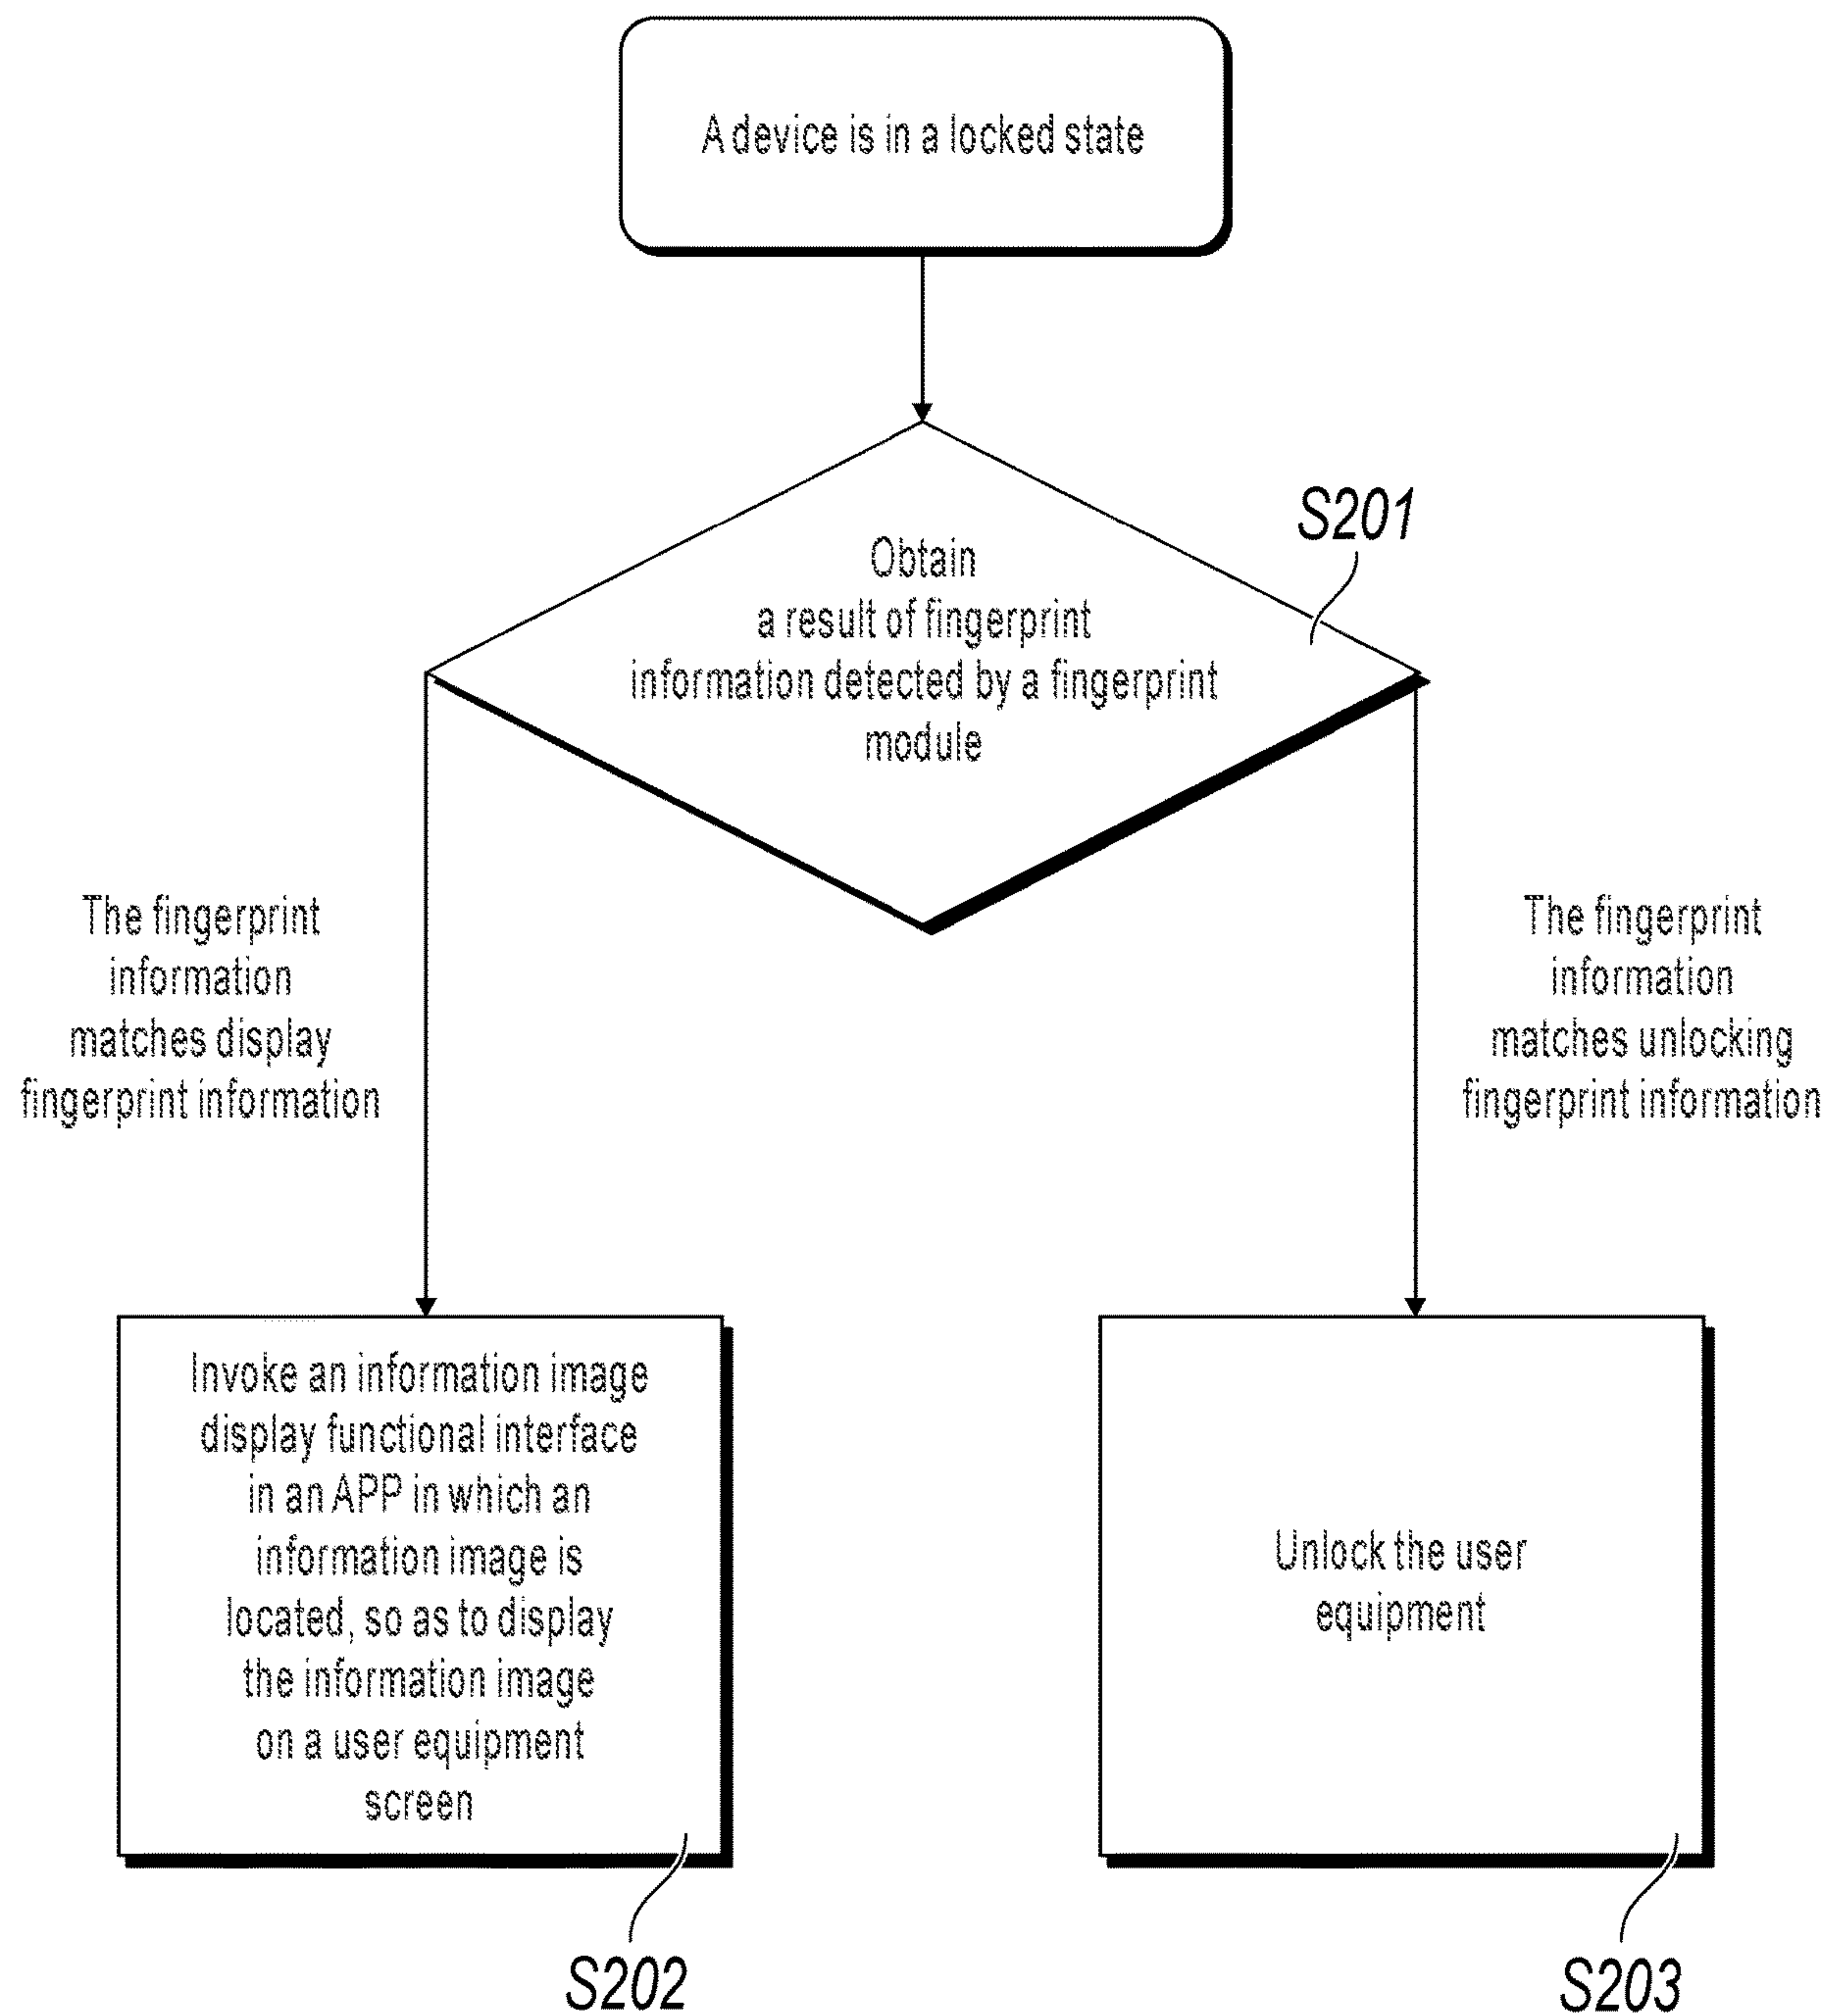 A device is in a locked state
S201
Obtain
a result of fingerprint
information detected by a fingerprint
module
The fingerprint
information
matches display
fingerprint information
The fingerprint
information
matches unlocking
fingerprint information
Invoke an information image
display functional interface
in an APP in which an
information image is
located, so as to display
the information image
on a user equipment
screen
S202
Unlock the user
equipment
S203